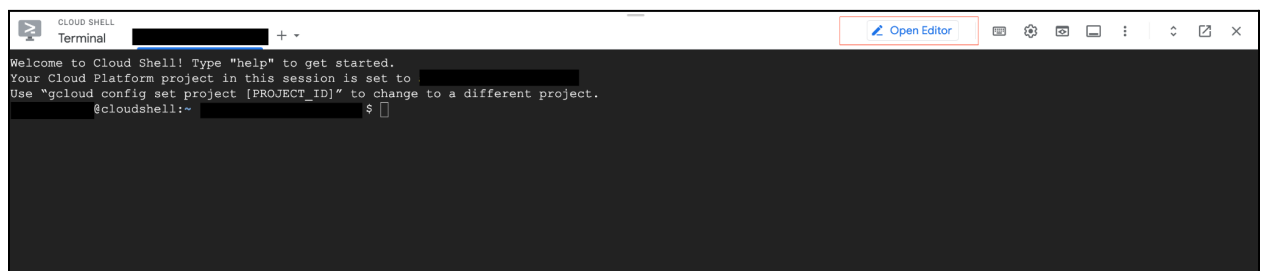 CLOUD SHELL
Terminal
Open Editor
Welcome to Cloud Shell! Type "help" to get started.
Your Cloud Platform project in this session is set to
Use “gcloud config set project [PROJECT_ID]” to change to a different project.
@cloudshell:~ $